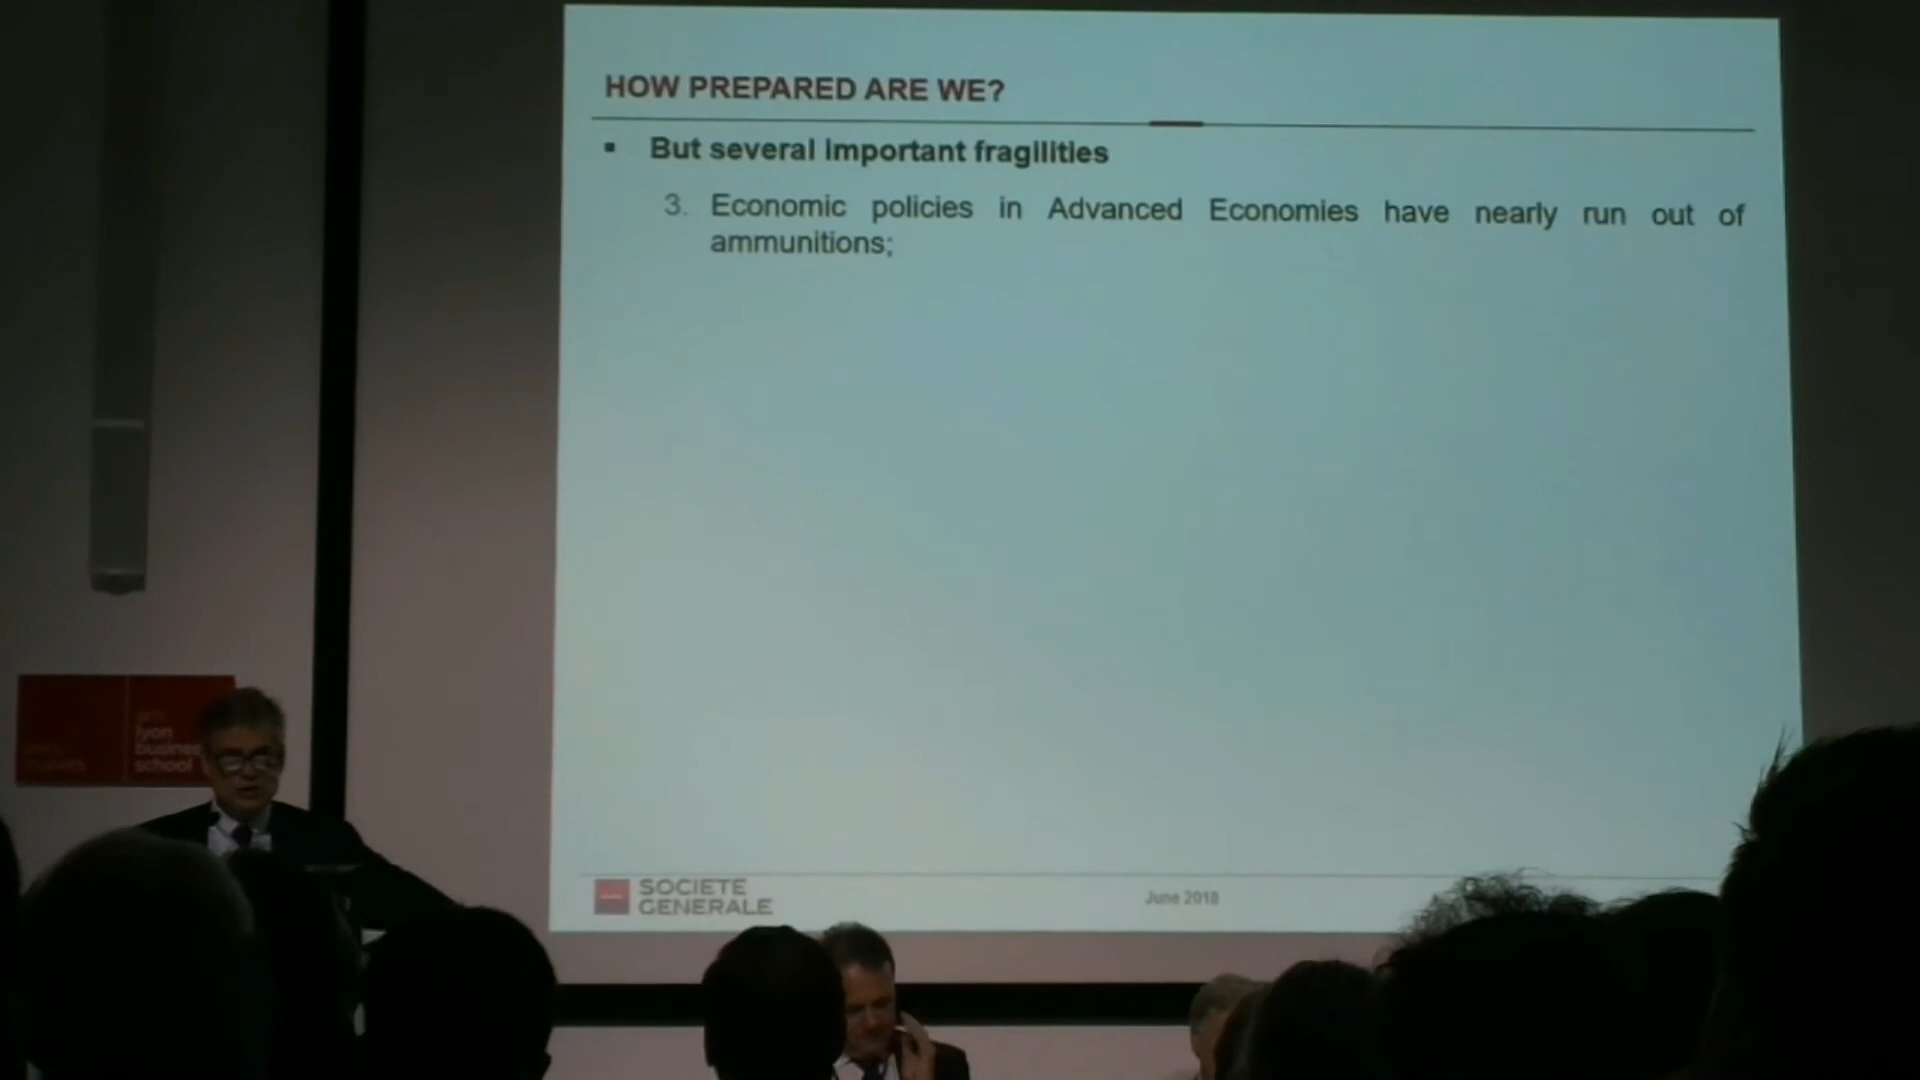 HOW PREPARED ARE WE?
▪ But several important fragilities
3. Economic policies in Advanced Economies have nearly run out of
ammunitions;
SOCIETE
GENERALE
June 2018
lyon
business
school